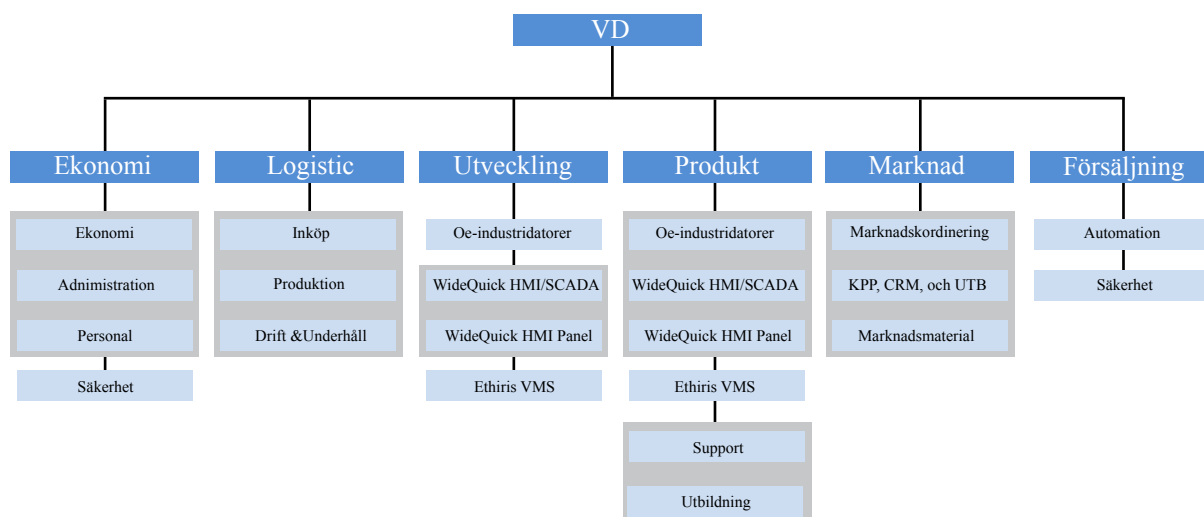 VD
Ekonomi
Logistic
Utveckling
Produkt
Marknad
Försäljning
Ekonomi
Inköp
Oe-industridatorer
Oe-industridatorer
Marknadskordinering
Automation
Adnimistration
Produktion
WideQuick HMI/SCADA
WideQuick HMI/SCADA
KPP, CRM, och UTB
Säkerhet
Personal
Drift &Underhåll
WideQuick HMI Panel
WideQuick HMI Panel
Marknadsmaterial
Säkerhet
Ethiris VMS
Ethiris VMS
Support
Utbildning